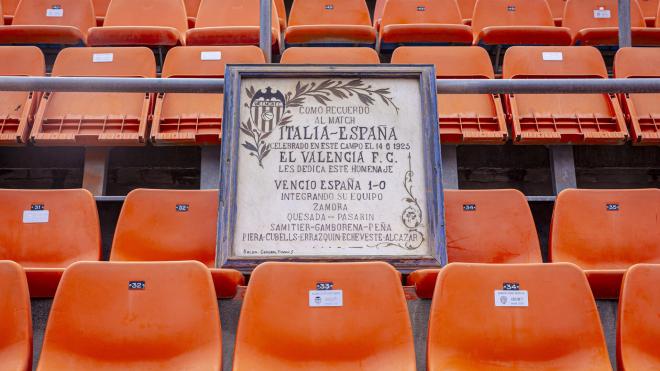 COMO RECUERDO
AL MATCH
ITALIA-ESPAÑA
CELEBRADO EN ESTE CAMPO EL 14 6 1925
EL VALENCIA F.C.
LES DEDICA ESTE HOMENAJE
VENCIO ESPAÑA 1-0
INTEGRANDO SU EQUIPO
ZAMORA
QUESADA - PASARIN
SAMITIER-GAMBORENA-PEÑA
PIERA-CUBELLS-ERRAZQUIN-ECHEVESTE-ALCAZAR
31
32
34
35
32
33
34